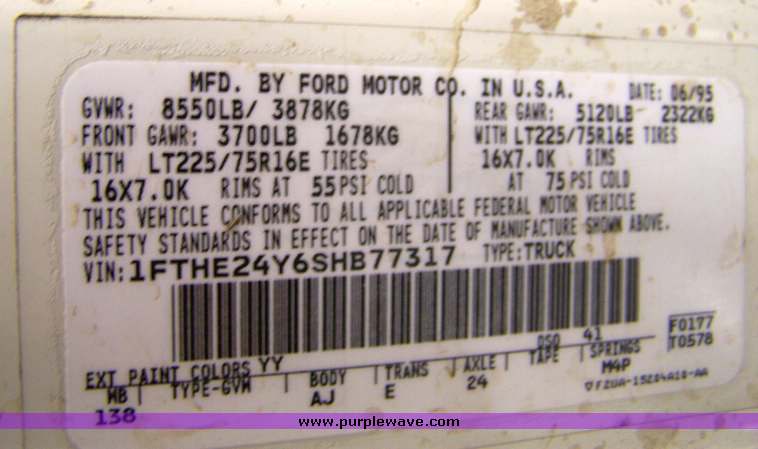 MFD. BY FORD MOTOR CO. IN U.S.A.
DATE: 06/95
GVWR: 8550LB/ 3878KG
FRONT GAWR: 3700LB 1678KG
WITH LT225/75R16E TIRES
16X7.0K RIMS AT 55 PSI COLD
REAR GAWR: 5120LB 2322KG
WITH LT225/75R16E TIRES
16X7.0K RIMS
AT 75 PSI COLD
THIS VEHICLE CONFORMS TO ALL APPLICABLE FEDERAL MOTOR VEHICLE
SAFETY STANDARDS IN EFFECT ON THE DATE OF MANUFACTURE SHOWN ABOVE.
VIN: 1FTHE24Y6SHB77317 TYPE: TRUCK
F0177
T0578
EXT PAINT COLORS YY DSO 41
WB TYPE-GVW BODY TRANS AXLE TAPE SPRINGS
138 AJ E 24 M4P
www.purplewave.com